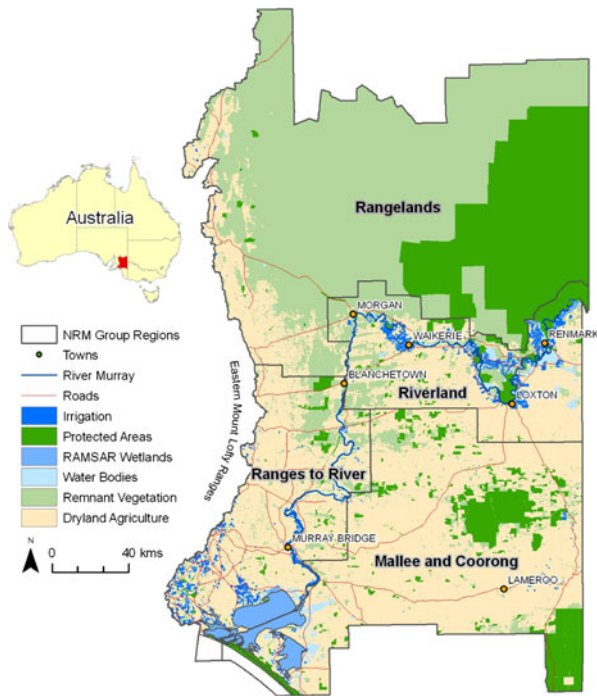 Rangelands
Australia
MORGAN
WAIKERIE
RENMARK
BLANCHETOWN
Riverland
LOXTON
Eastern Mount Lofty Ranges
Ranges to River
MURRAY BRIDGE
Mallee and Coorong
LAMEROO
NRM Group Regions
Towns
River Murray
Roads
Irrigation
Protected Areas
RAMSAR Wetlands
Water Bodies
Remnant Vegetation
Dryland Agriculture
N
0 40 kms